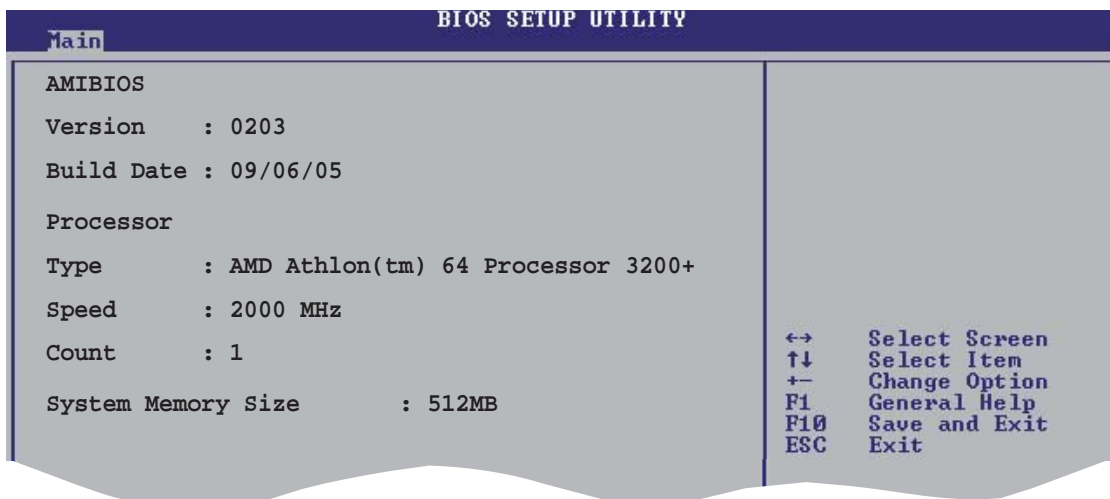 BIOS SETUP UTILITY
Main
AMIBIOS
Version : 0203
Build Date : 09/06/05
Processor
Type : AMD Athlon(tm) 64 Processor 3200+
Speed : 2000 MHz
Count : 1
System Memory Size : 512MB
←→ Select Screen
↑↓ Select Item
+- Change Option
F1 General Help
F10 Save and Exit
ESC Exit